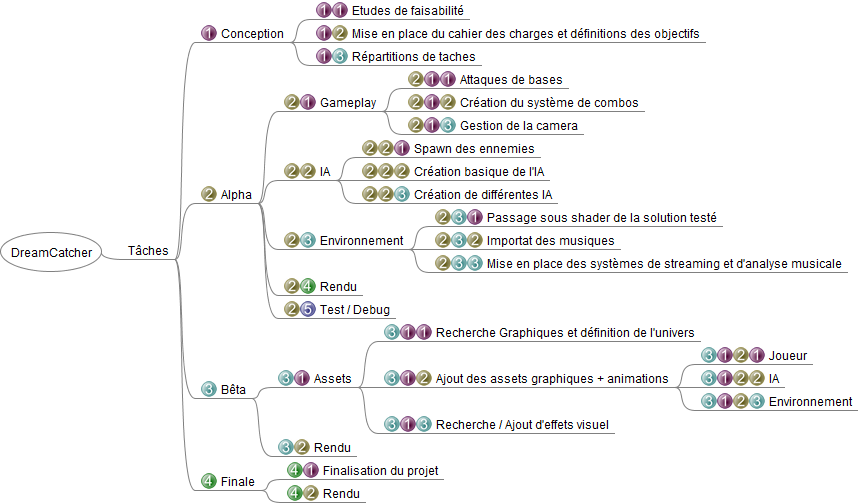 DreamCatcher
Tâches
1 Conception
1 1 Etudes de faisabilité
1 2 Mise en place du cahier des charges et définitions des objectifs
1 3 Répartitions de taches
2 Alpha
2 1 Gameplay
2 1 1 Attaques de bases
2 1 2 Création du système de combos
2 1 3 Gestion de la camera
2 2 IA
2 2 1 Spawn des ennemies
2 2 2 Création basique de l'IA
2 2 3 Création de différentes IA
2 3 Environnement
2 3 1 Passage sous shader de la solution testé
2 3 2 Importat des musiques
2 3 3 Mise en place des systèmes de streaming et d'analyse musicale
2 4 Rendu
2 5 Test / Debug
3 Bêta
3 1 Assets
3 1 1 Recherche Graphiques et définition de l'univers
3 1 2 Ajout des assets graphiques + animations
3 1 2 1 Joueur
3 1 2 2 IA
3 1 2 3 Environnement
3 1 3 Recherche / Ajout d'effets visuel
3 2 Rendu
4 Finale
4 1 Finalisation du projet
4 2 Rendu